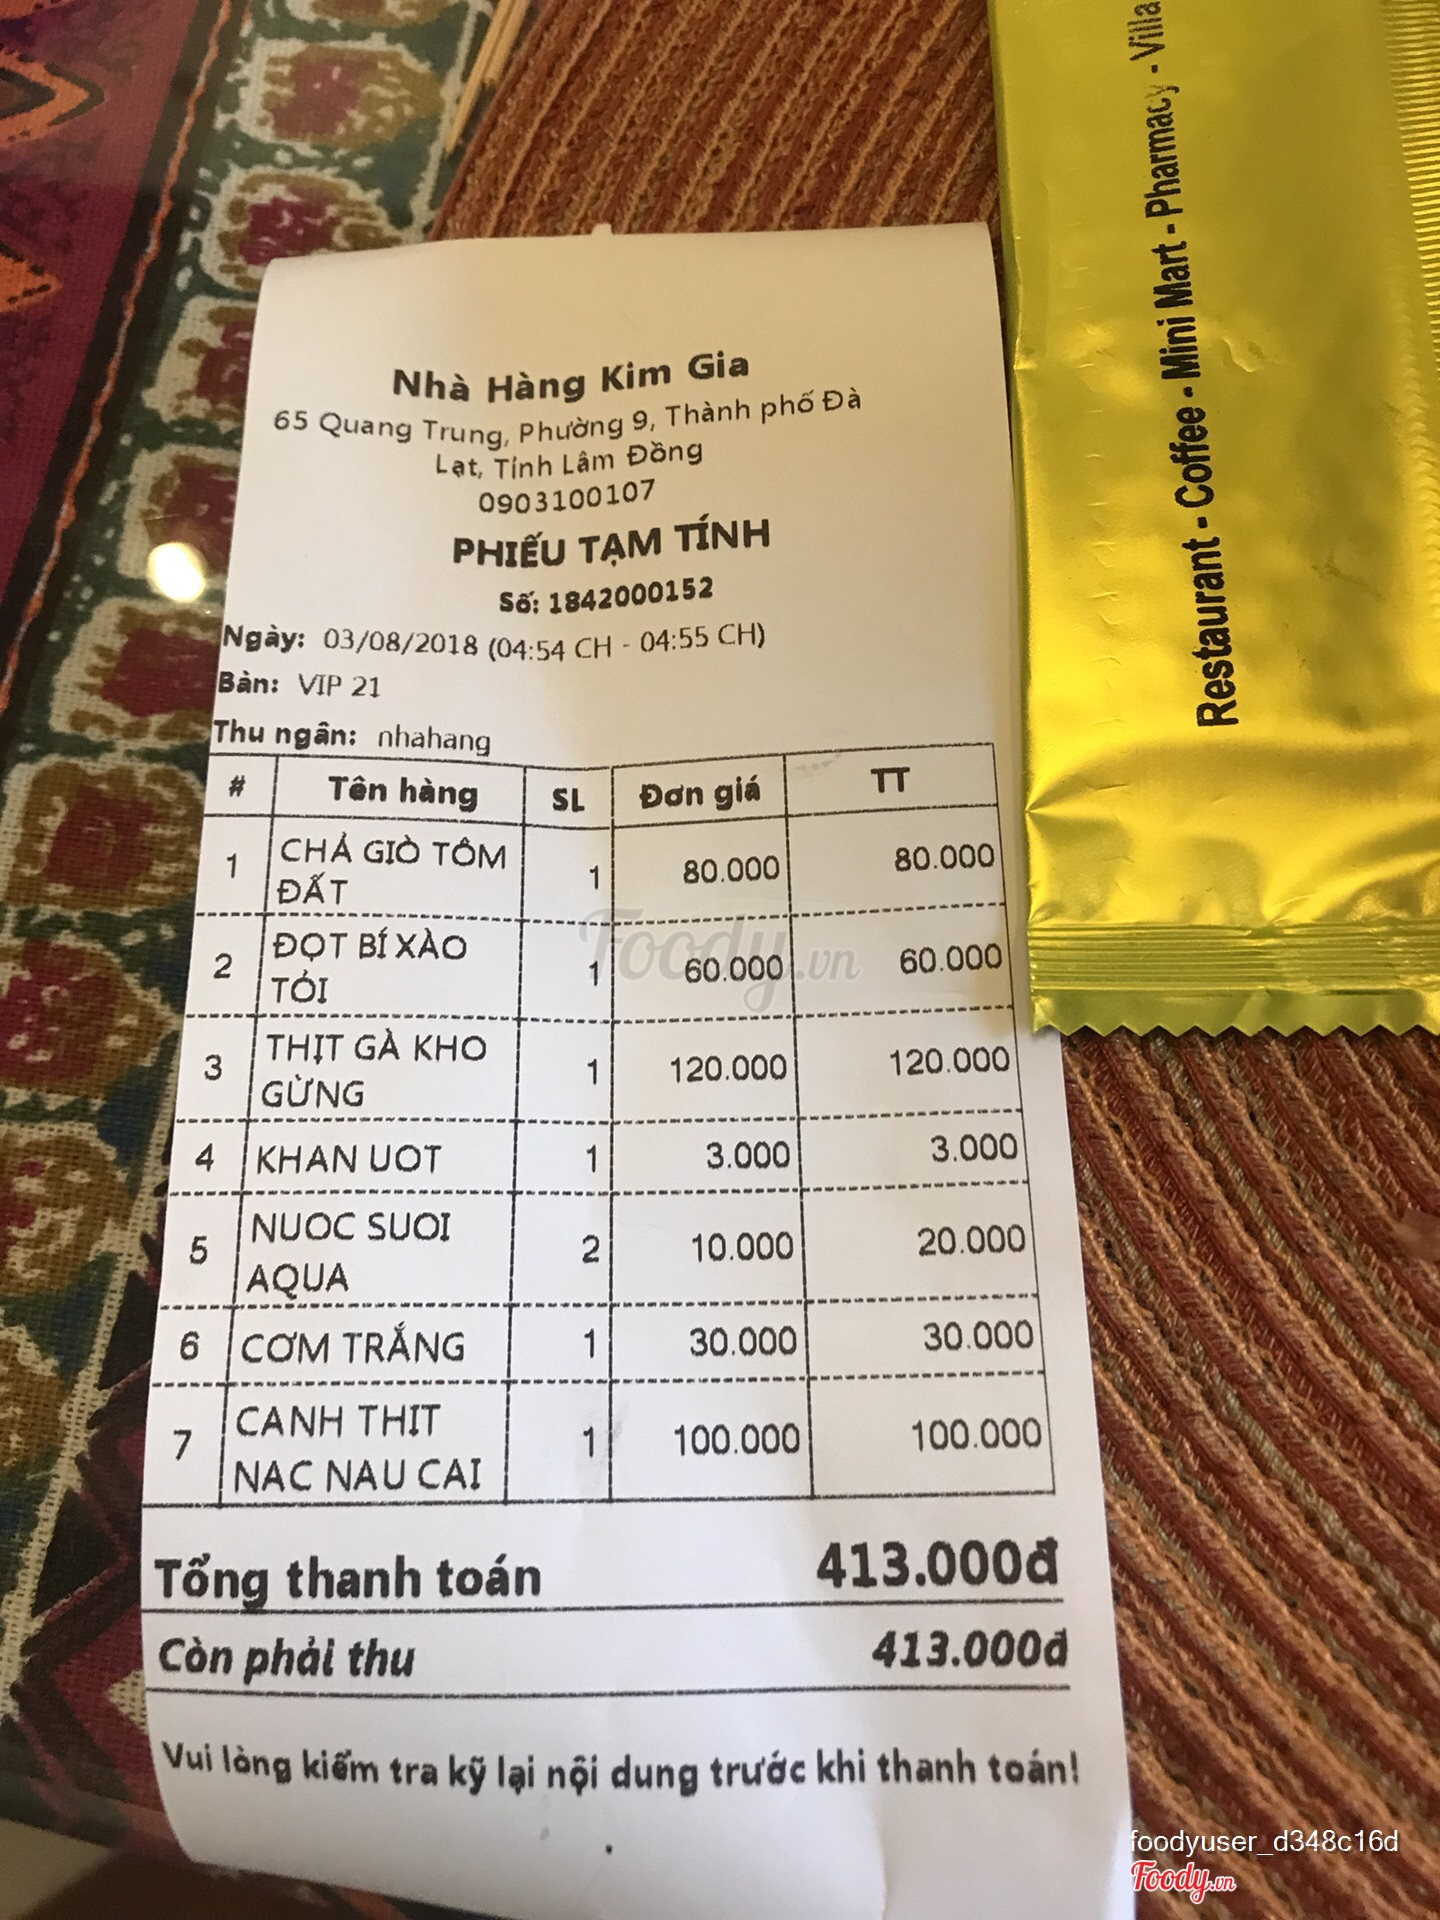 Restaurant - Coffee - Mini Mart - Pharmacy - Villa
Nhà Hàng Kim Gia
65 Quang Trung, Phường 9, Thành phố Đà
Lạt, Tỉnh Lâm Đồng
0903100107
PHIẾU TẠM TÍNH
Số: 1842000152
Ngày: 03/08/2018 (04:54 CH - 04:55 CH)
Bàn: VIP 21
Thu ngân: nhahang
# Tên hàng SL Đơn giá TT
1 CHẢ GIÒ TÔM 1 80.000 80.000
ĐẤT
2 ĐỌT BÍ XÀO 1 60.000 60.000
TỎI
3 THỊT GÀ KHO 1 120.000 120.000
GỪNG
4 KHAN UOT 1 3.000 3.000
5 NUOC SUOI 2 10.000 20.000
AQUA
6 CƠM TRẮNG 1 30.000 30.000
7 CANH THIT 1 100.000 100.000
NAC NAU CAI
Tổng thanh toán 413.000đ
Còn phải thu 413.000đ
Vui lòng kiểm tra kỹ lại nội dung trước khi thanh toán!
Foody.vn
foodyuser_d348c16d
Foody.vn